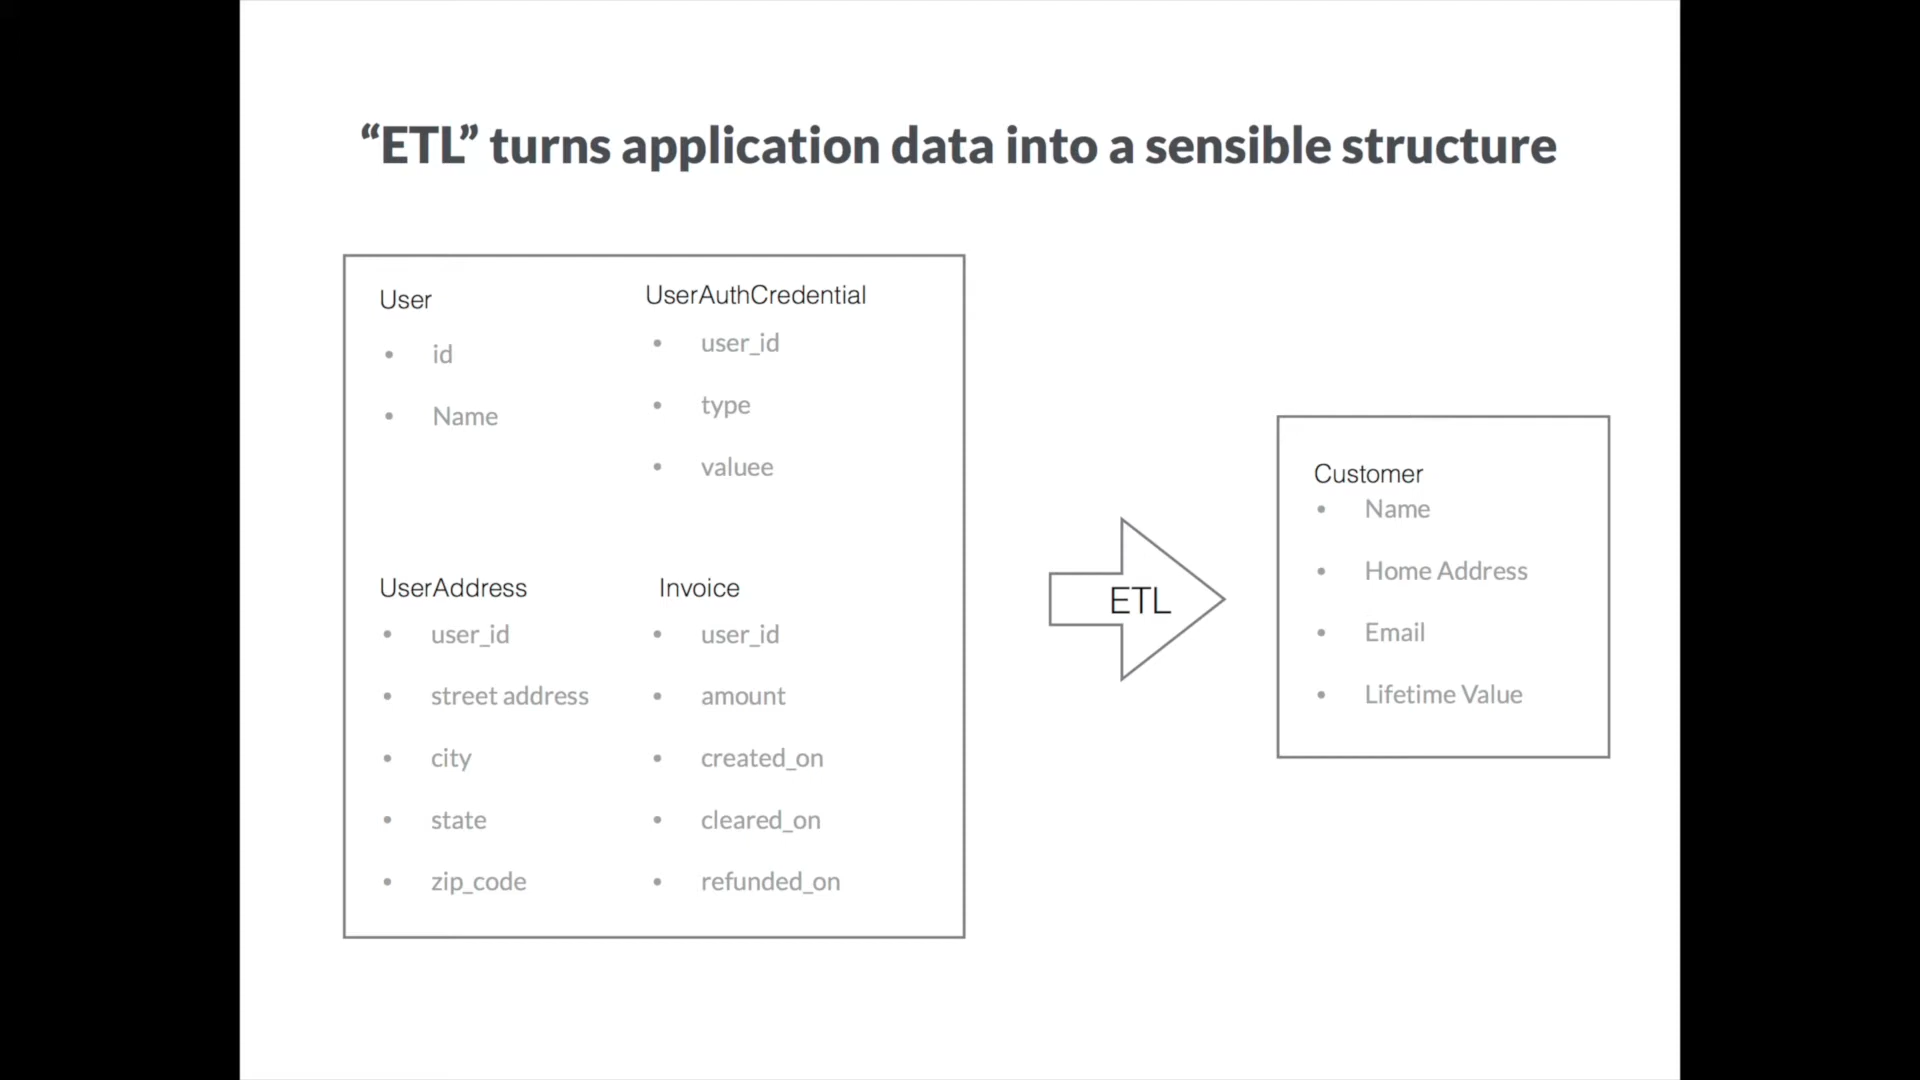 “ETL” turns application data into a sensible structure
User
• id
• Name
UserAuthCredential
• user_id
• type
• valuee
UserAddress
• user_id
• street address
• city
• state
• zip_code
Invoice
• user_id
• amount
• created_on
• cleared_on
• refunded_on
ETL
Customer
• Name
• Home Address
• Email
• Lifetime Value